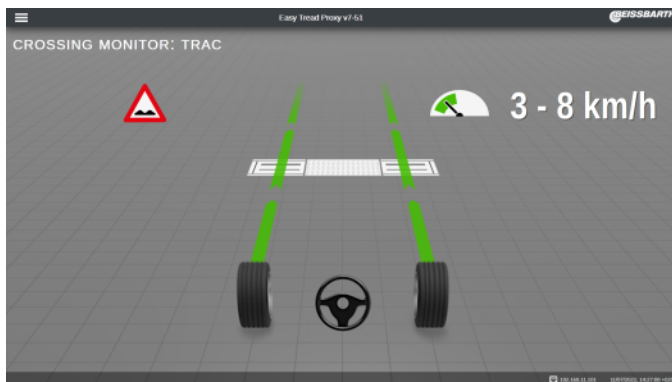 Easy Tread Proxy v7-51
BEISSBARTH
CROSSING MONITOR: TRAC
3 - 8 km/h